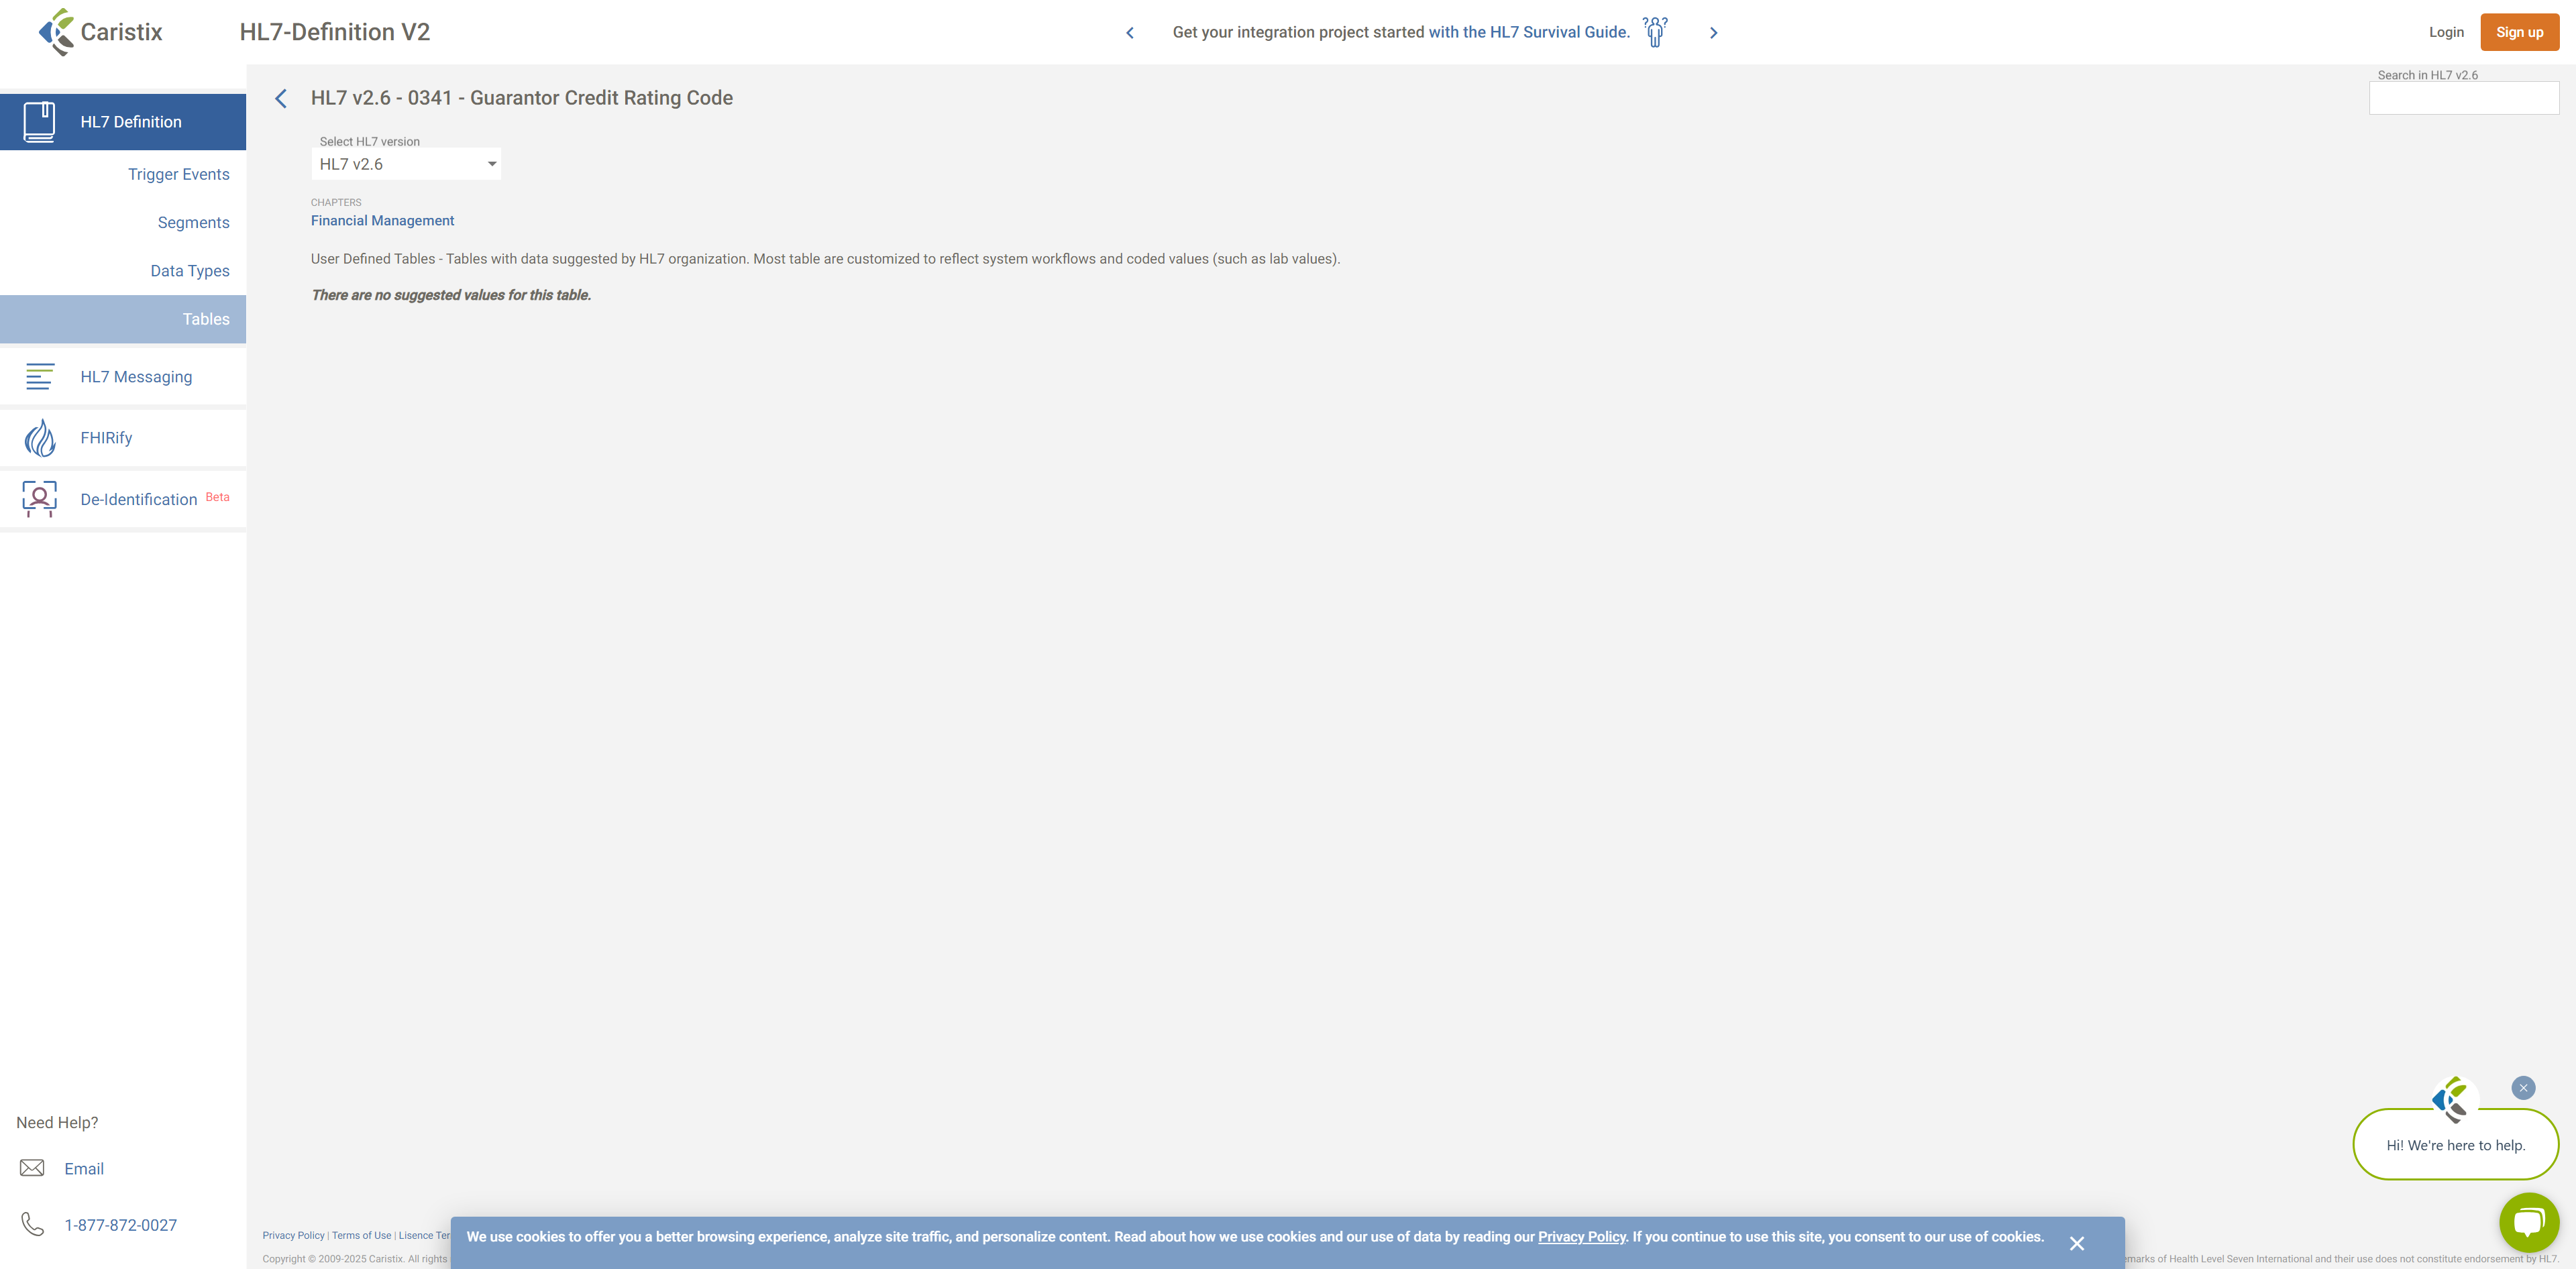 Caristix
HL7-Definition V2
Get your integration project started with the HL7 Survival Guide.
Login
Sign up
HL7 Definition
Trigger Events
Segments
Data Types
Tables
HL7 Messaging
FHIRify
De-Identification Beta
Need Help?
Email
1-877-872-0027
HL7 v2.6 - 0341 - Guarantor Credit Rating Code
Search in HL7 v2.6
Select HL7 version
HL7 v2.6
CHAPTERS
Financial Management
User Defined Tables - Tables with data suggested by HL7 organization. Most table are customized to reflect system workflows and coded values (such as lab values).
There are no suggested values for this table.
Hi! We're here to help.
Privacy Policy | Terms of Use | Lisence Ter
We use cookies to offer you a better browsing experience, analyze site traffic, and personalize content. Read about how we use cookies and our use of data by reading our Privacy Policy. If you continue to use this site, you consent to our use of cookies.
Copyright © 2009-2025 Caristix. All rights
emarks of Health Level Seven International and their use does not constitute endorsement by HL7.